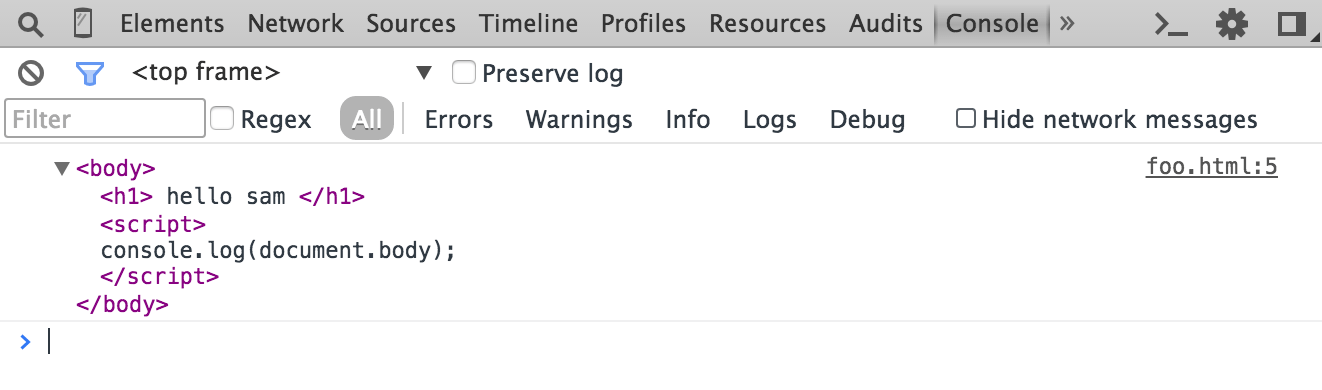 Elements Network Sources Timeline Profiles Resources Audits Console »
<top frame> Preserve log
Filter Regex All Errors Warnings Info Logs Debug Hide network messages
<body> foo.html:5
<h1> hello sam </h1>
<script>
console.log(document.body);
</script>
</body>
>